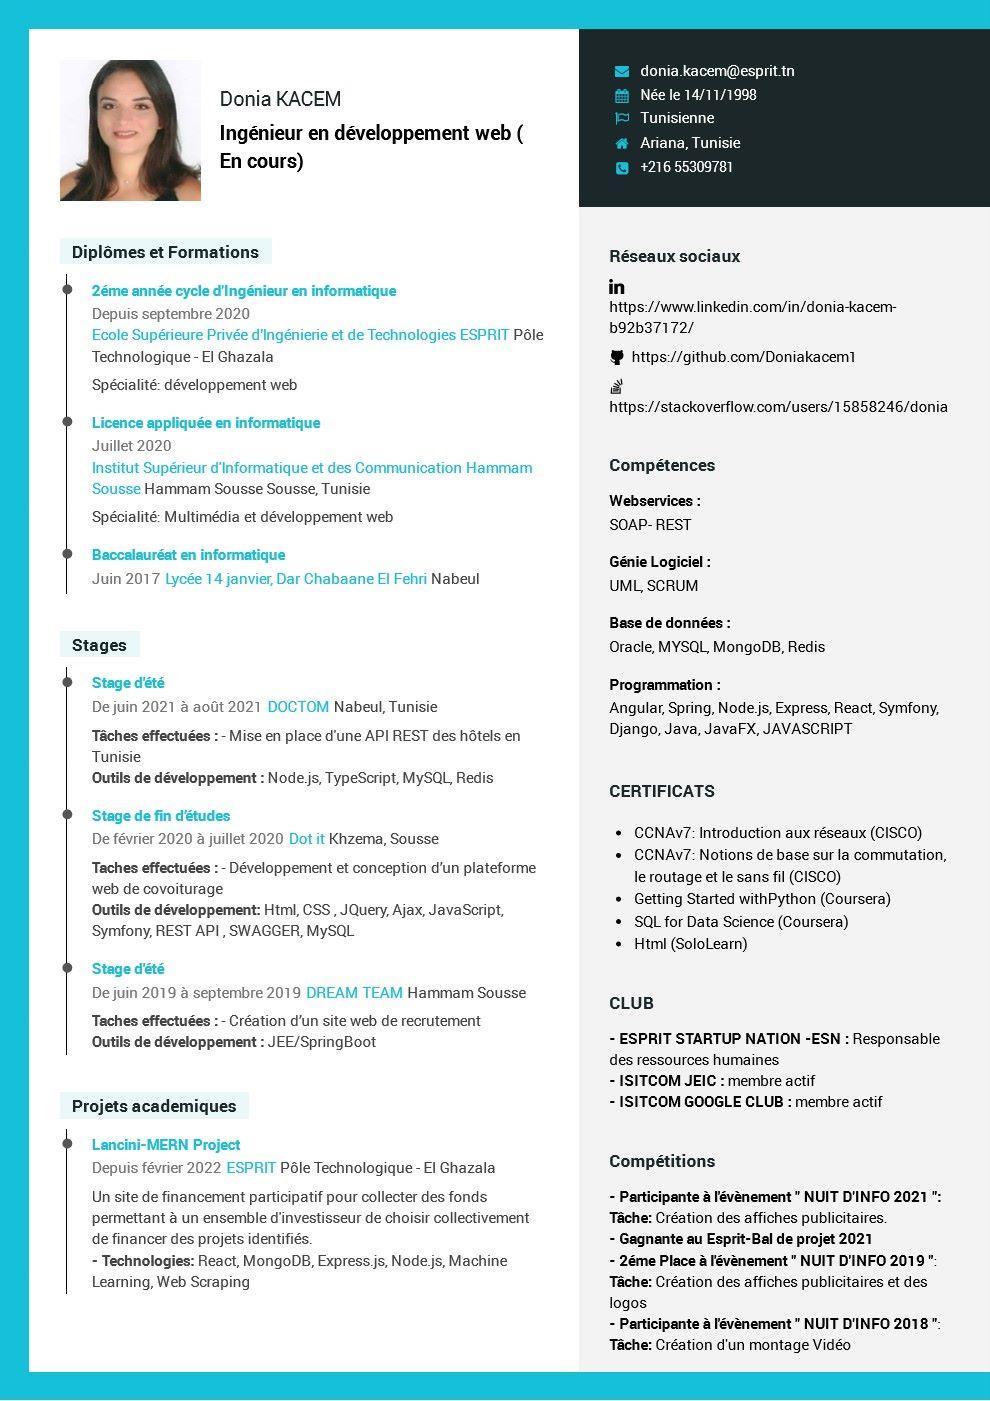 Donia KACEM
Ingénieur en développement web (
En cours)
donia.kacem@esprit.tn
Née le 14/11/1998
Tunisienne
Ariana, Tunisie
+216 55309781
Diplômes et Formations
2éme année cycle d'Ingénieur en informatique
Depuis septembre 2020
Ecole Supérieure Privée d'Ingénierie et de Technologies ESPRIT Pôle
Technologique - El Ghazala
Spécialité: développement web
Licence appliquée en informatique
Juillet 2020
Institut Supérieur d'Informatique et des Communication Hammam
Sousse Hammam Sousse Sousse, Tunisie
Spécialité: Multimédia et développement web
Baccalauréat en informatique
Juin 2017 Lycée 14 janvier, Dar Chabaane El Fehri Nabeul
Stages
Stage d'été
De juin 2021 à août 2021 DOCTOM Nabeul, Tunisie
Tâches effectuées : - Mise en place d'une API REST des hôtels en
Tunisie
Outils de développement : Node.js, TypeScript, MySQL, Redis
Stage de fin d'études
De février 2020 à juillet 2020 Dot it Khzema, Sousse
Taches effectuées : - Développement et conception d'un plateforme
web de covoiturage
Outils de développement: Html, CSS , JQuery, Ajax, JavaScript,
Symfony, REST API , SWAGGER, MySQL
Stage d'été
De juin 2019 à septembre 2019 DREAM TEAM Hammam Sousse
Taches effectuées : - Création d'un site web de recrutement
Outils de développement : JEE/SpringBoot
Projets academiques
Lancini-MERN Project
Depuis février 2022 ESPRIT Pôle Technologique - El Ghazala
Un site de financement participatif pour collecter des fonds
permettant à un ensemble d'investisseur de choisir collectivement
de financer des projets identifiés.
- Technologies: React, MongoDB, Express.js, Node.js, Machine
Learning, Web Scraping
Réseaux sociaux
https://www.linkedin.com/in/donia-kacem-
b92b37172/
https://github.com/Doniakacem1
https://stackoverflow.com/users/15858246/donia
Compétences
Webservices :
SOAP- REST
Génie Logiciel :
UML, SCRUM
Base de données :
Oracle, MYSQL, MongoDB, Redis
Programmation :
Angular, Spring, Node.js, Express, React, Symfony,
Django, Java, JavaFX, JAVASCRIPT
CERTIFICATS
• CCNAv7: Introduction aux réseaux (CISCO)
• CCNAv7: Notions de base sur la commutation,
le routage et le sans fil (CISCO)
• Getting Started withPython (Coursera)
• SQL for Data Science (Coursera)
• Html (SoloLearn)
CLUB
- ESPRIT STARTUP NATION -ESN : Responsable
des ressources humaines
- ISITCOM JEIC : membre actif
- ISITCOM GOOGLE CLUB : membre actif
Compétitions
- Participante à l'évènement " NUIT D'INFO 2021 ":
Tâche: Création des affiches publicitaires.
- Gagnante au Esprit-Bal de projet 2021
- 2éme Place à l'évènement " NUIT D'INFO 2019 ":
Tâche: Création des affiches publicitaires et des
logos
- Participante à l'évènement " NUIT D'INFO 2018 ":
Tâche: Création d'un montage Vidéo